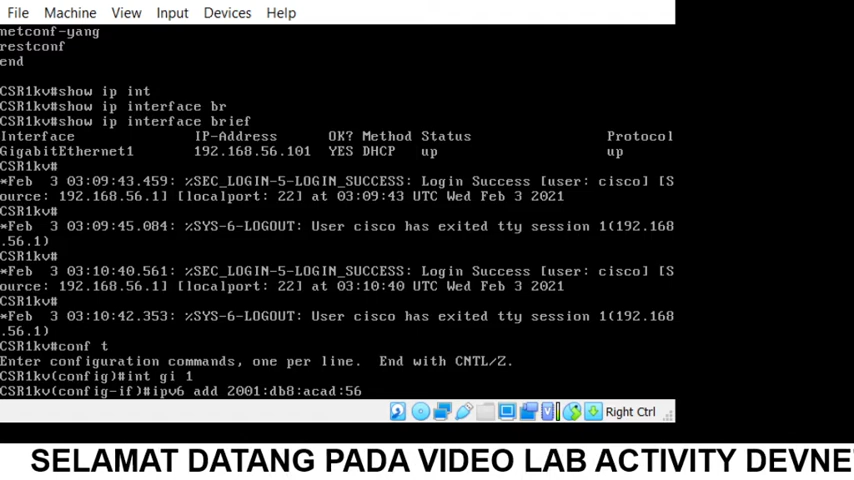 File Machine View Input Devices Help
netconf-yang
restconf
end
CSR1kv#show ip int
CSR1kv#show ip interface br
CSR1kv#show ip interface brief
Interface IP-Address OK? Method Status Protocol
GigabitEthernet1 192.168.56.101 YES DHCP up up
CSR1kv#
*Feb 3 03:09:43.459: %SEC_LOGIN-5-LOGIN_SUCCESS: Login Success [user: cisco] [S
ource: 192.168.56.1] [localport: 22] at 03:09:43 UTC Wed Feb 3 2021
CSR1kv#
*Feb 3 03:09:45.084: %SYS-6-LOGOUT: User cisco has exited tty session 1(192.168
.56.1)
CSR1kv#
*Feb 3 03:10:40.561: %SEC_LOGIN-5-LOGIN_SUCCESS: Login Success [user: cisco] [S
ource: 192.168.56.1] [localport: 22] at 03:10:40 UTC Wed Feb 3 2021
CSR1kv#
*Feb 3 03:10:42.353: %SYS-6-LOGOUT: User cisco has exited tty session 1(192.168
.56.1)
CSR1kv#conf t
Enter configuration commands, one per line. End with CNTL/Z.
CSR1kv(config)#int gi 1
CSR1kv(config-if)#ipv6 add 2001:db8:acad:56
Right Ctrl
SELAMAT DATANG PADA VIDEO LAB ACTIVITY DEVNE